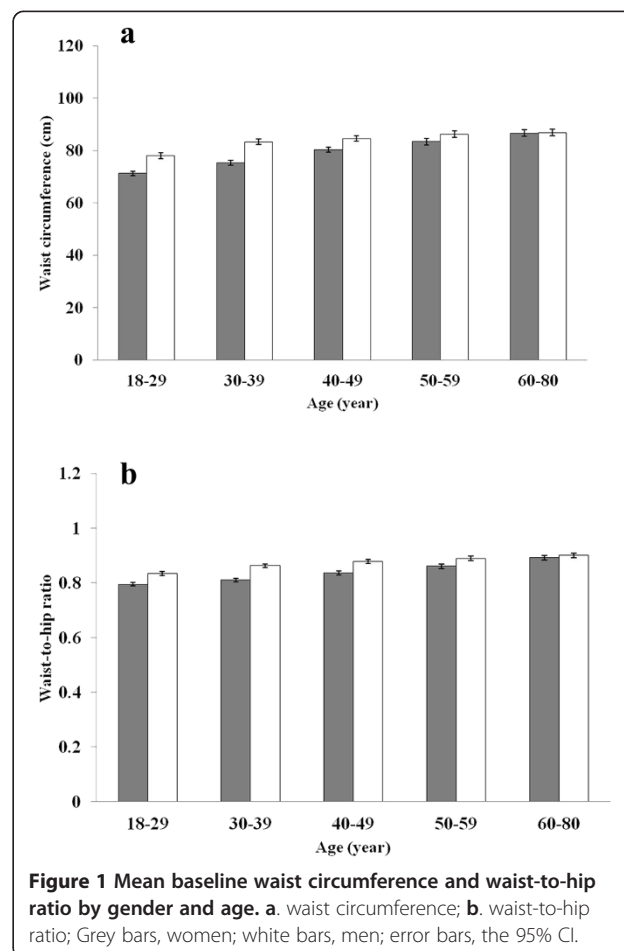 a
120
100
80
60
40
20
0
Waist circumference (cm)
18-29 30-39 40-49 50-59 60-80
Age (year)
b
1.2
1
0.8
0.6
0.4
0.2
0
Waist-to-hip ratio
18-29 30-39 40-49 50-59 60-80
Age (year)
Figure 1 Mean baseline waist circumference and waist-to-hip
ratio by gender and age. a. waist circumference; b. waist-to-hip
ratio; Grey bars, women; white bars, men; error bars, the 95% CI.